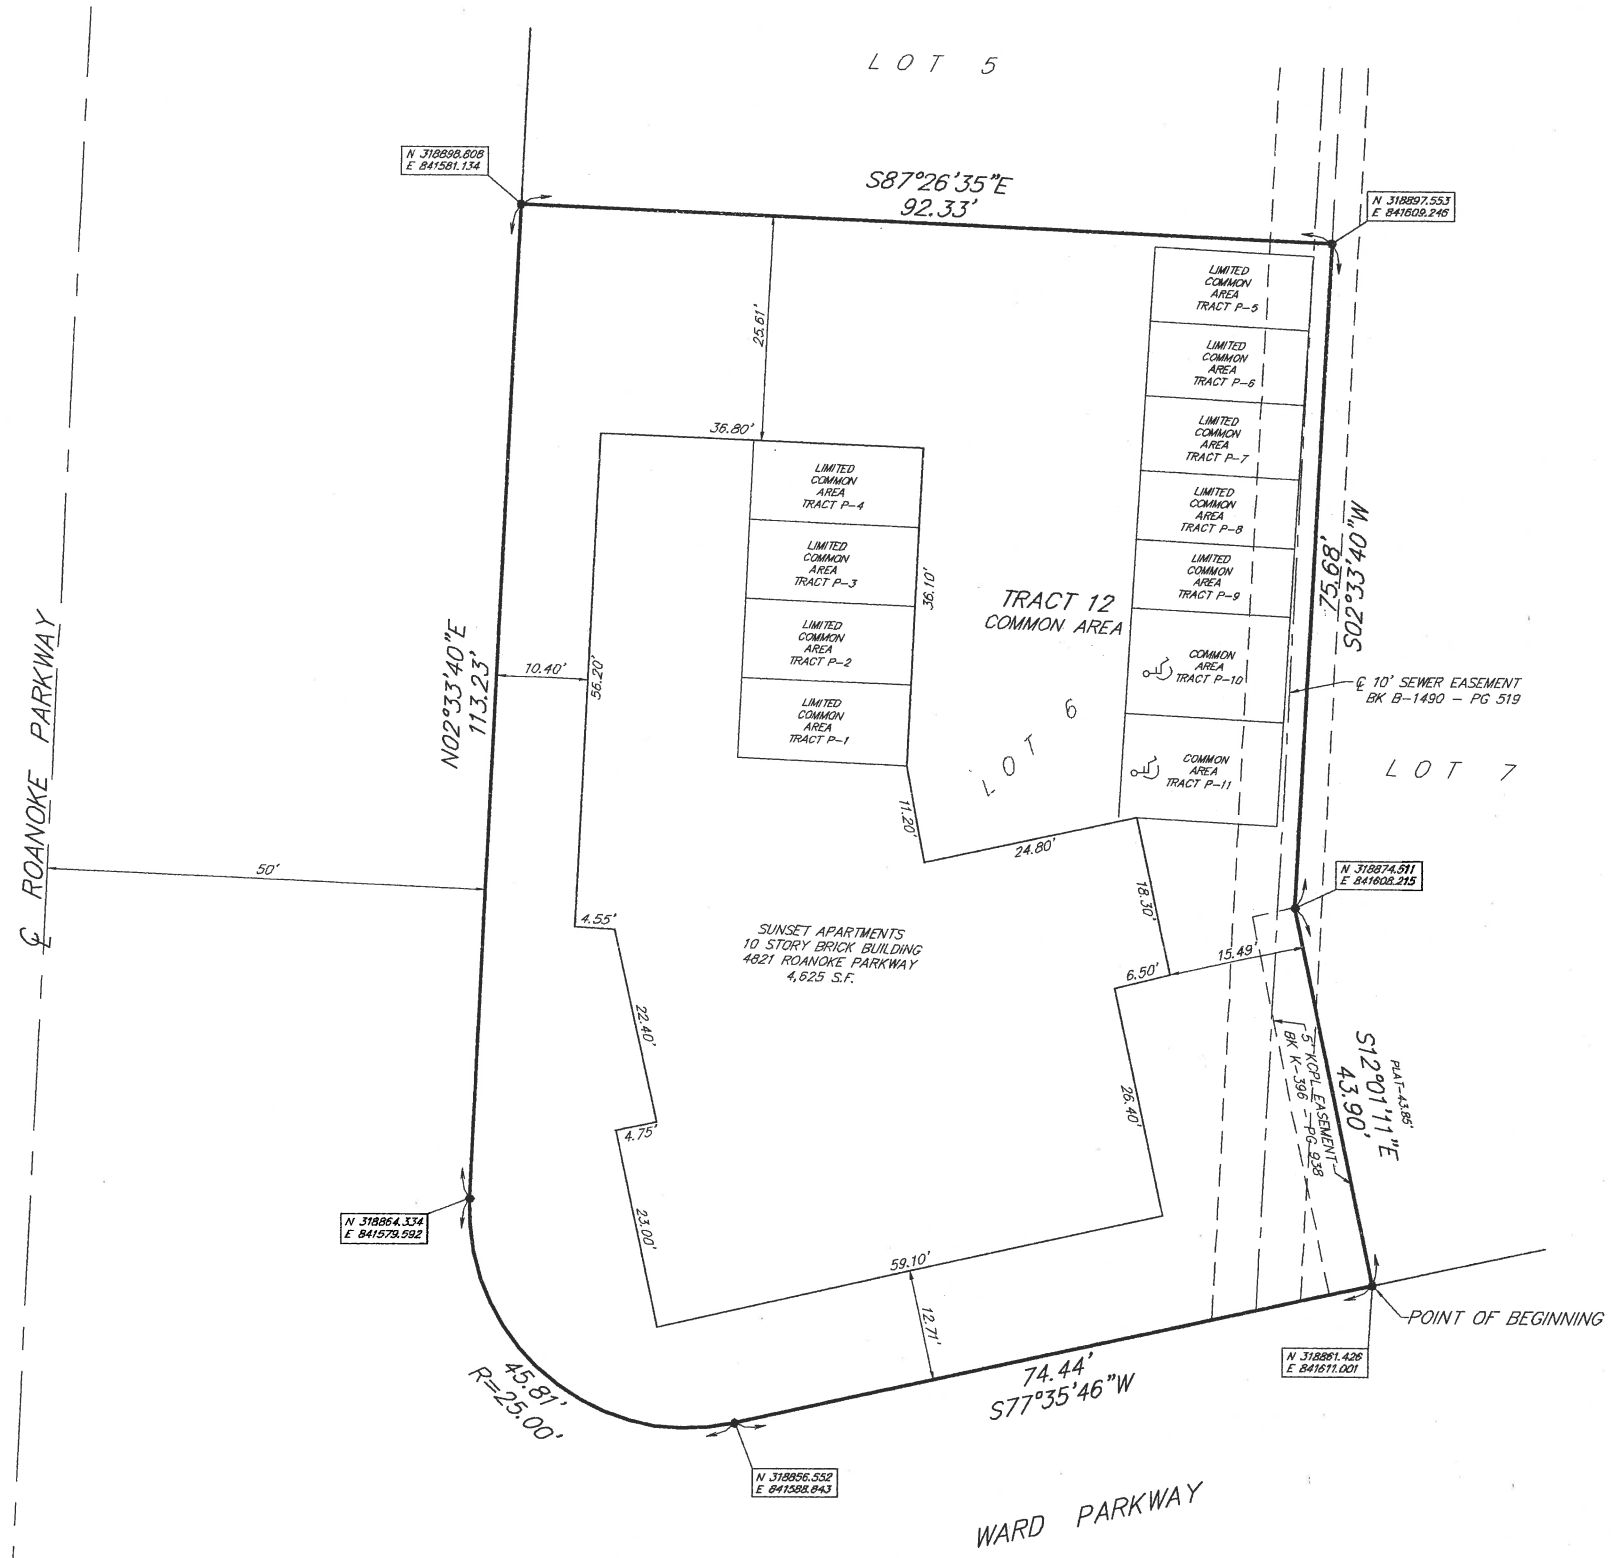 LOT 5
N 318898.808
E 841581.134
S87°26'35"E
92.33'
N 318897.553
E 841609.246
LIMITED
COMMON
AREA
TRACT P-5
25.61'
LIMITED
COMMON
AREA
TRACT P-6
36.80'
LIMITED
COMMON
AREA
TRACT P-7
LIMITED
COMMON
AREA
TRACT P-4
LIMITED
COMMON
AREA
TRACT P-8
LIMITED
COMMON
AREA
TRACT P-3
LIMITED
COMMON
AREA
TRACT P-9
S02°33'40"W
75.68'
36.10'
TRACT 12
COMMON AREA
LIMITED
COMMON
AREA
TRACT P-2
COMMON
AREA
TRACT P-10
N02°33'40"E
113.23'
10.40'
56.20'
℄ 10' SEWER EASEMENT
BK B-1490 - PG 519
LIMITED
COMMON
AREA
TRACT P-1
LOT 6
COMMON
AREA
TRACT P-11
LOT 7
℄ ROANOKE PARKWAY
11.20'
24.80'
50'
N 318874.511
E 841608.215
18.30'
4.55'
SUNSET APARTMENTS
10 STORY BRICK BUILDING
4821 ROANOKE PARKWAY
4,625 S.F.
15.49'
6.50'
22.40'
5' KCPL EASEMENT
BK K-396 - PG 938
PLAT-43.85'
S12°01'11"E
43.90'
26.40'
4.75'
N 318864.334
E 841579.592
23.00'
59.10'
12.71'
POINT OF BEGINNING
N 318861.426
E 841611.001
45.81'
R=25.00'
74.44'
S77°35'46"W
N 318856.552
E 841588.843
WARD PARKWAY